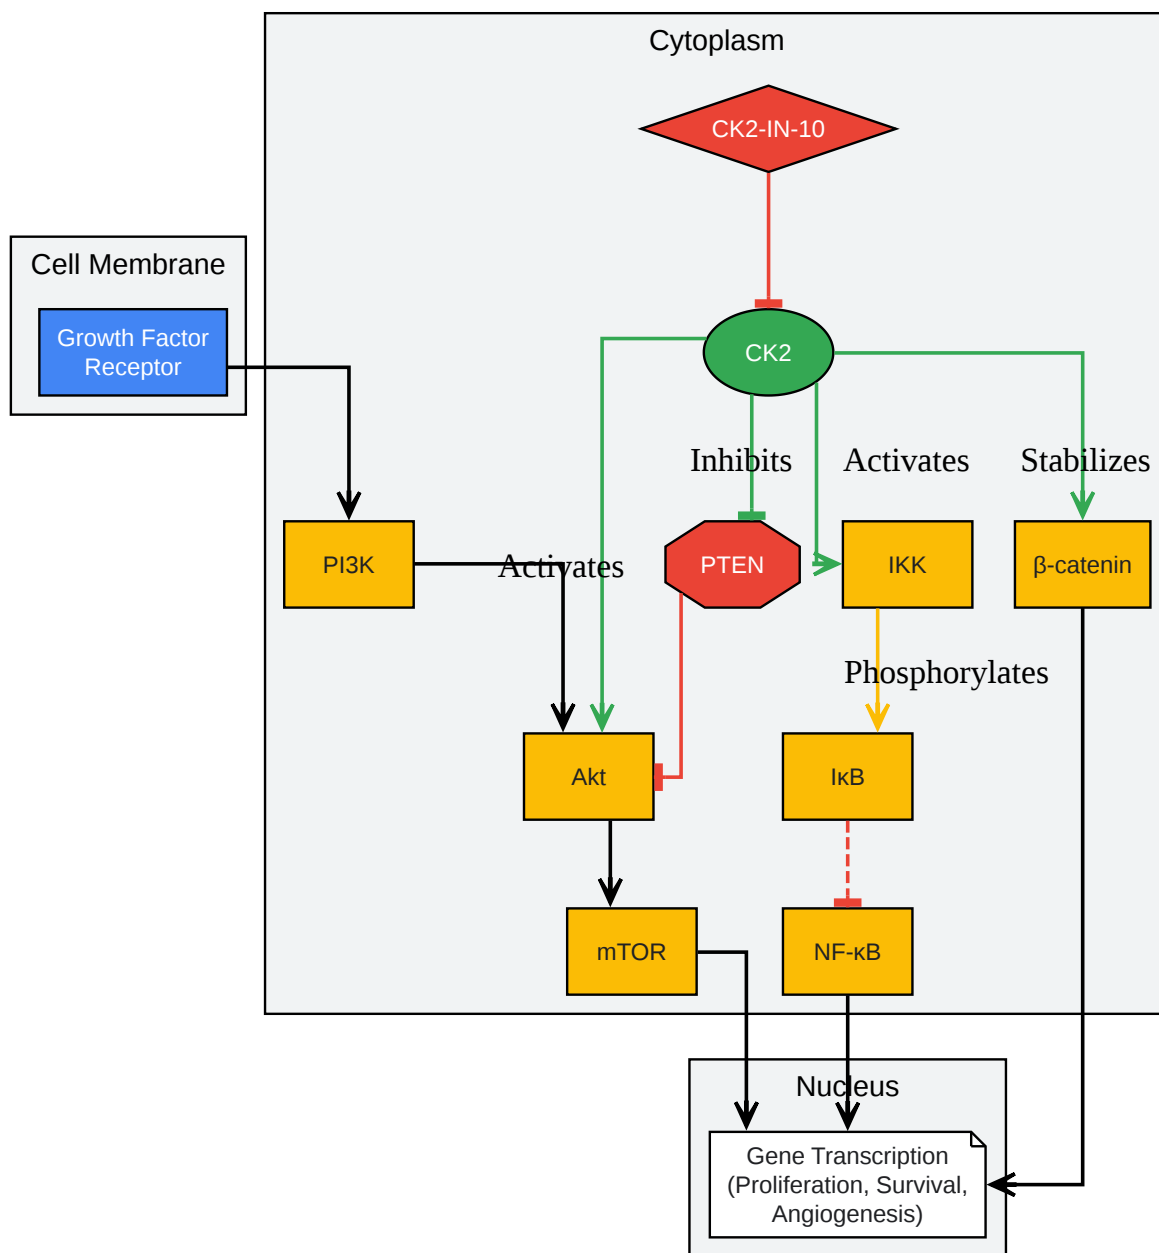 Cytoplasm
CK2-IN-10
Cell Membrane
Growth Factor
Receptor
CK2
Inhibits
Activates
Stabilizes
PI3K
Activates
PTEN
IKK
β-catenin
Phosphorylates
Akt
IκB
mTOR
NF-κB
Nucleus
Gene Transcription
(Proliferation, Survival,
Angiogenesis)